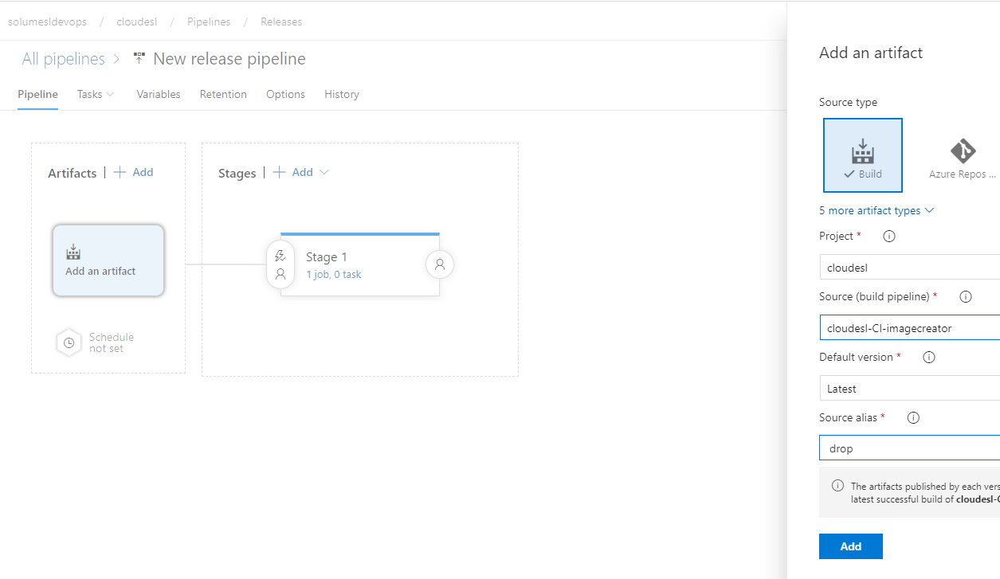 solumesldevops / cloudesl / Pipelines / Releases
All pipelines > New release pipeline
Pipeline Tasks Variables Retention Options History
Artifacts | + Add
Add an artifact
Schedule
not set
Stages | + Add
Stage 1
1 job, 0 task
Add an artifact
Source type
Build
Azure Repos ...
5 more artifact types
Project *
cloudesl
Source (build pipeline) *
cloudesl-CI-imagecreator
Default version *
Latest
Source alias *
drop
The artifacts published by each
latest successful build of cloudesl-
Add